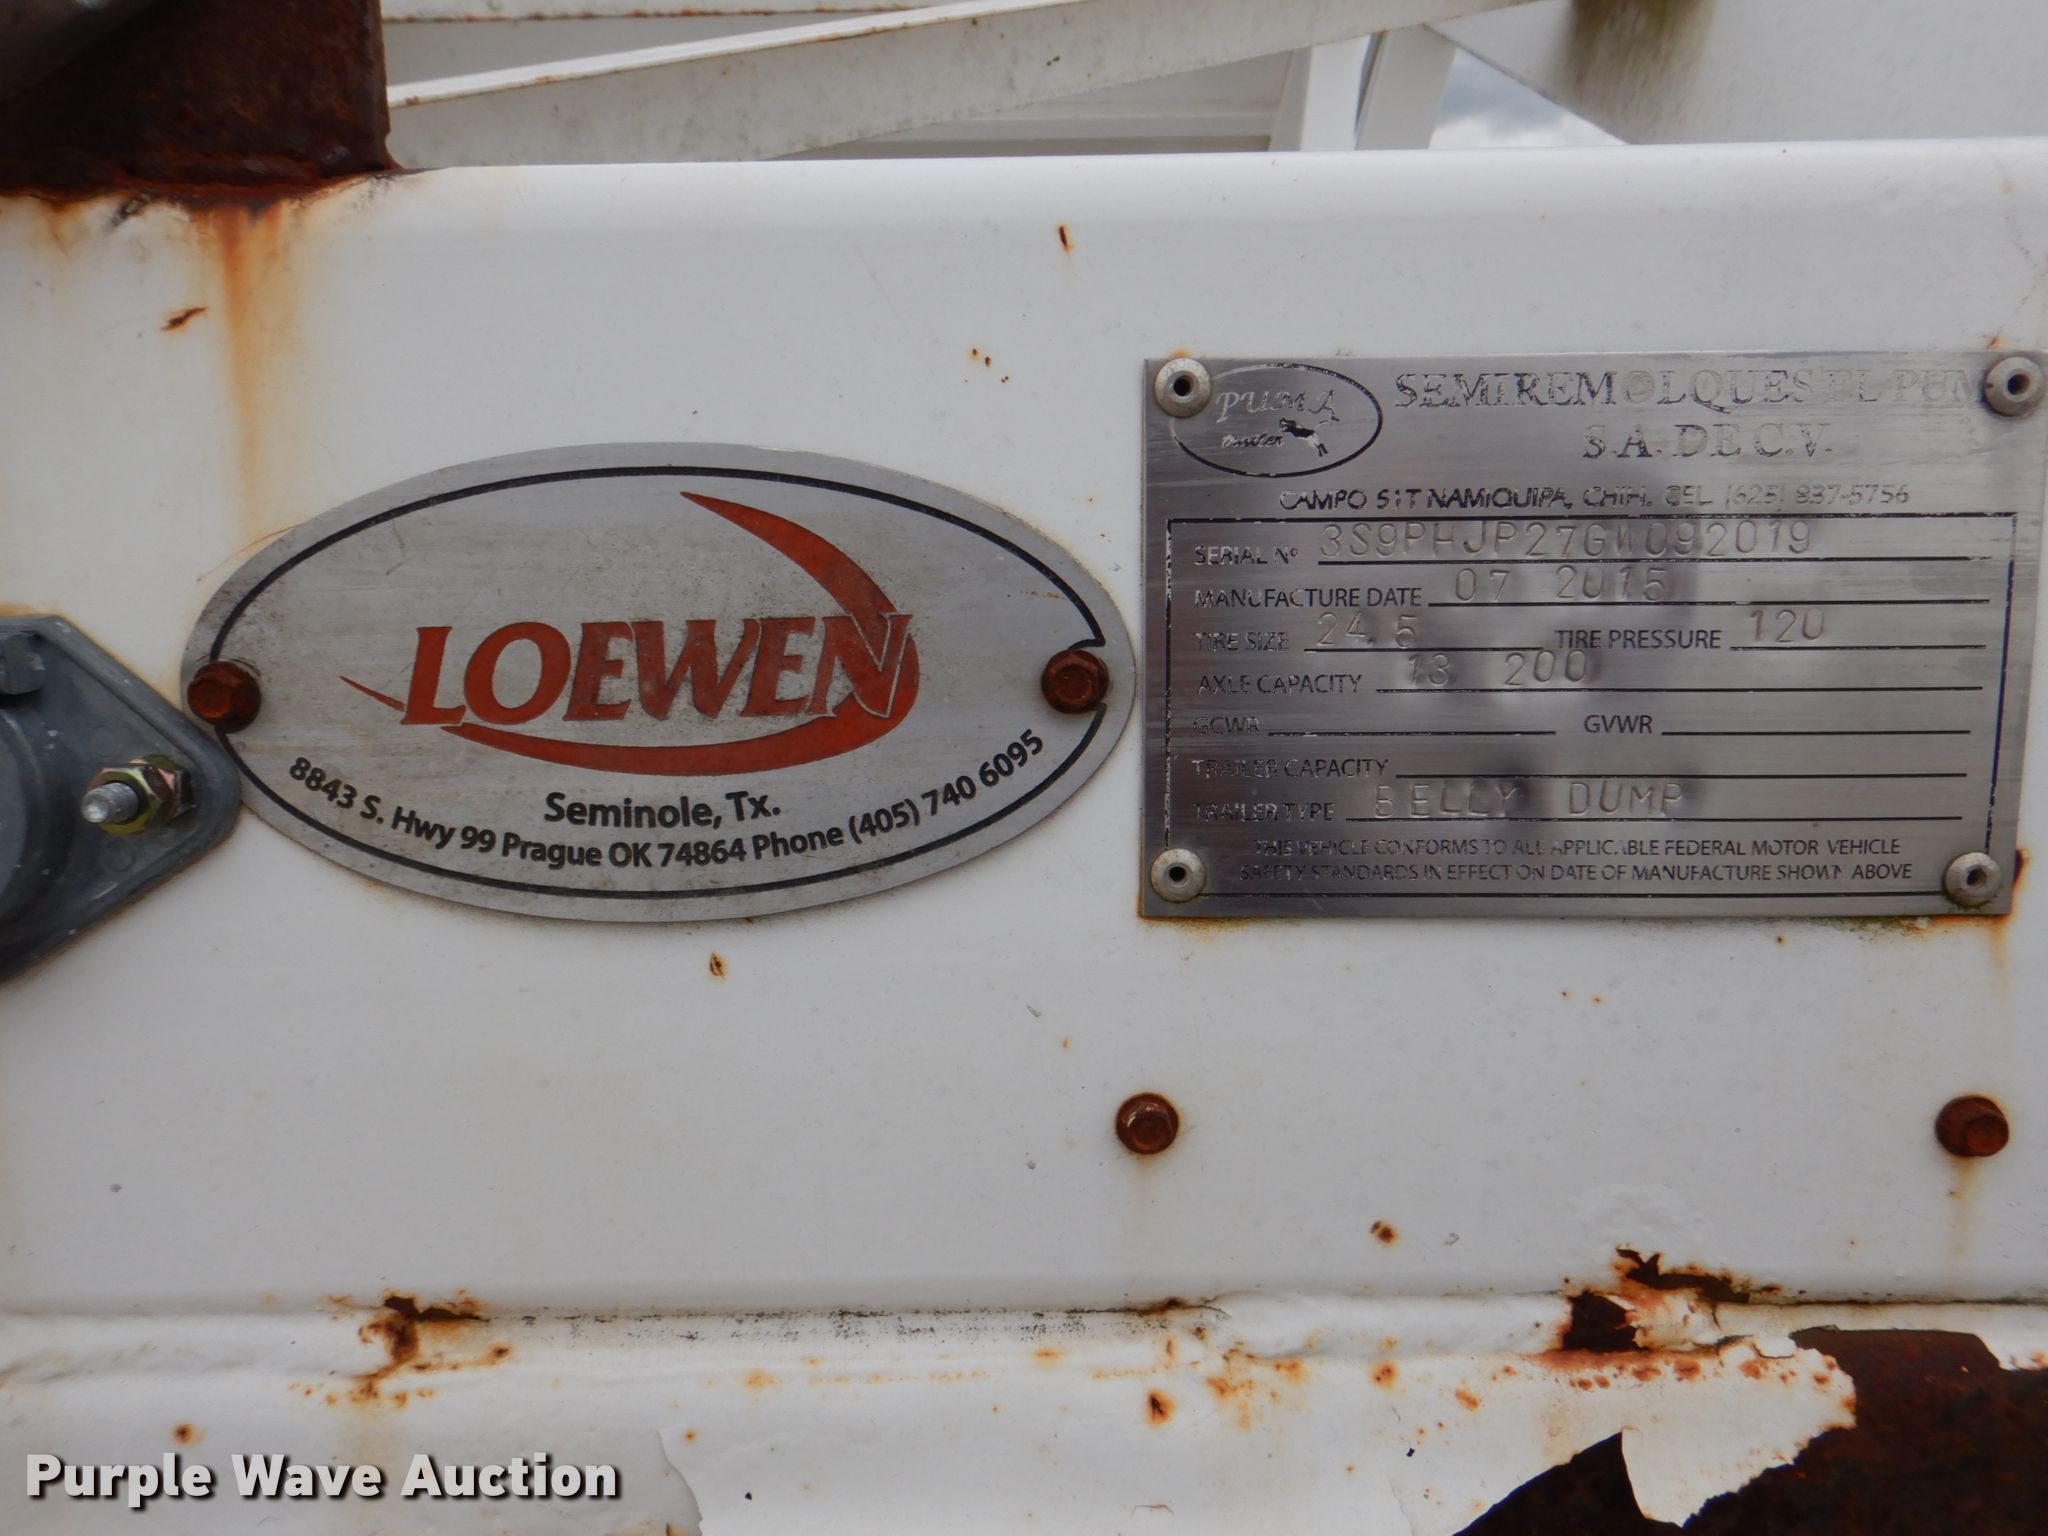 LOEWEN
Seminole, Tx.
8843 S. Hwy 99 Prague OK 74864 Phone (405) 740 6095
PUMA
SEMIREMOLQUES EL PUM
S.A. DE C.V.
CAMPO NAMIQUIPA, CHIH. CEL. (625) 837-5756
SERIAL Nº 3S9PHJP27GW092019
MANUFACTURE DATE 07 2015
TIRE SIZE 24.5 TIRE PRESSURE 120
AXLE CAPACITY 13 200
GCWR GVWR
TRAILER CAPACITY
TRAILER TYPE BELLY DUMP
THIS VEHICLE CONFORMS TO ALL APPLICABLE FEDERAL MOTOR VEHICLE
SAFETY STANDARDS IN EFFECT ON DATE OF MANUFACTURE SHOWN ABOVE
Purple Wave Auction